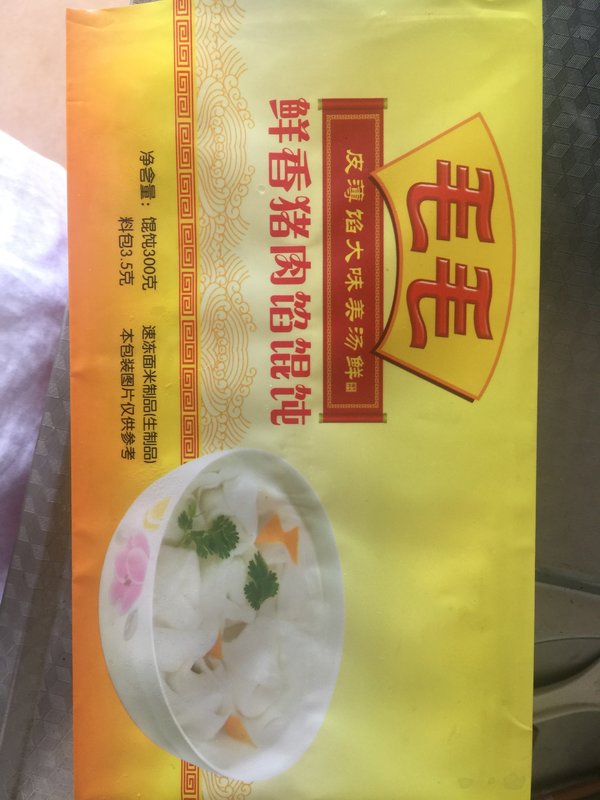 毛毛
皮薄馅大味美汤鲜
鲜香猪肉馅馄饨
净含量：馄饨300克
料包3.5克
速冻面米制品(生制品)
本包装图片仅供参考